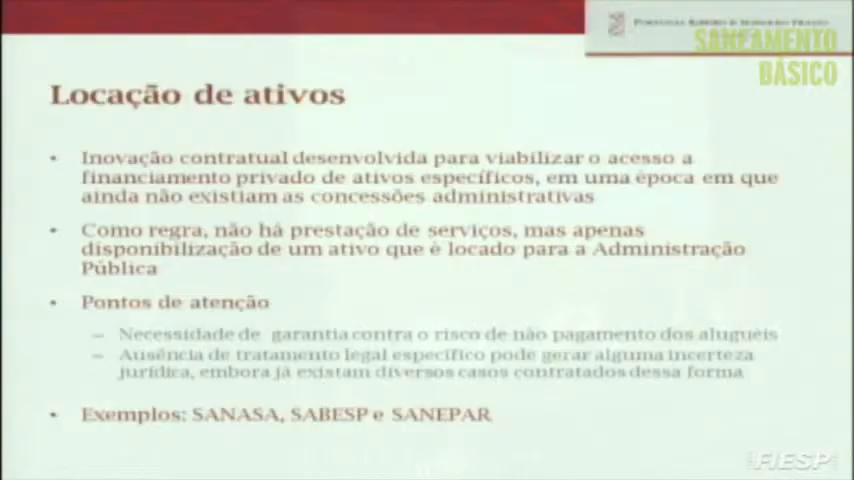 SANEAMENTO
BÁSICO
Locação de ativos
• Inovação contratual desenvolvida para viabilizar o acesso a
financiamento privado de ativos específicos, em uma época em que
ainda não existiam as concessões administrativas
• Como regra, não há prestação de serviços, mas apenas
disponibilização de um ativo que é locado para a Administração
Pública
• Pontos de atenção
– Necessidade de garantia contra o risco de não pagamento dos aluguéis
– Ausência de tratamento legal específico pode gerar alguma incerteza
jurídica, embora já existam diversos casos contratados dessa forma
• Exemplos: SANASA, SABESP e SANEPAR
FIESP